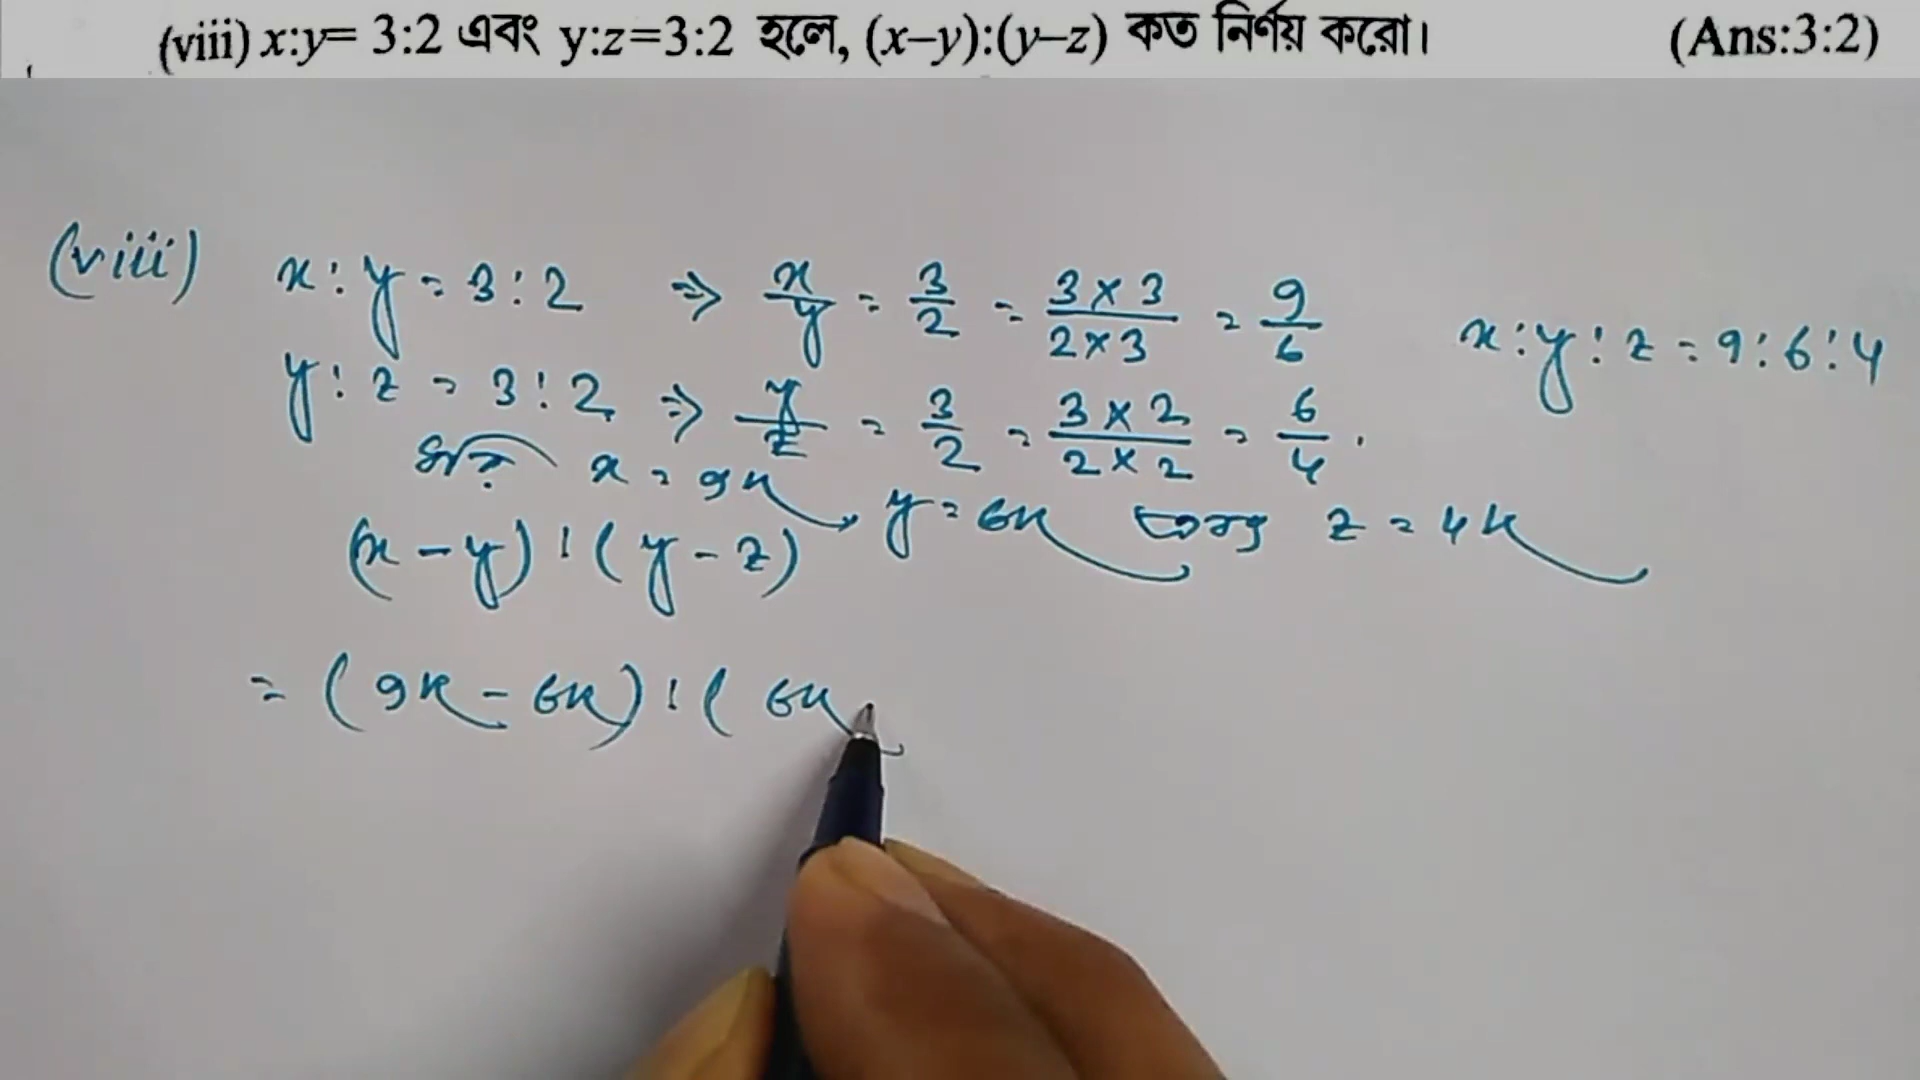 (viii) x:y= 3:2 এবং y:z=3:2 হলে, (x–y):(y–z) কত নির্ণয় করো। (Ans:3:2)
(viii) x : y = 3 : 2 ⇒ x/y = 3/2 = 3 × 3/2 × 3 = 9/6 x : y : z = 9 : 6 : 4
y : z = 3 : 2 ⇒ y/z = 3/2 = 3 × 2/2 × 2 = 6/4 .
ধরি x = 9k, y = 6k এবং z = 4k
(x - y) : (y - z)
= (9k - 6k) : ( 6k